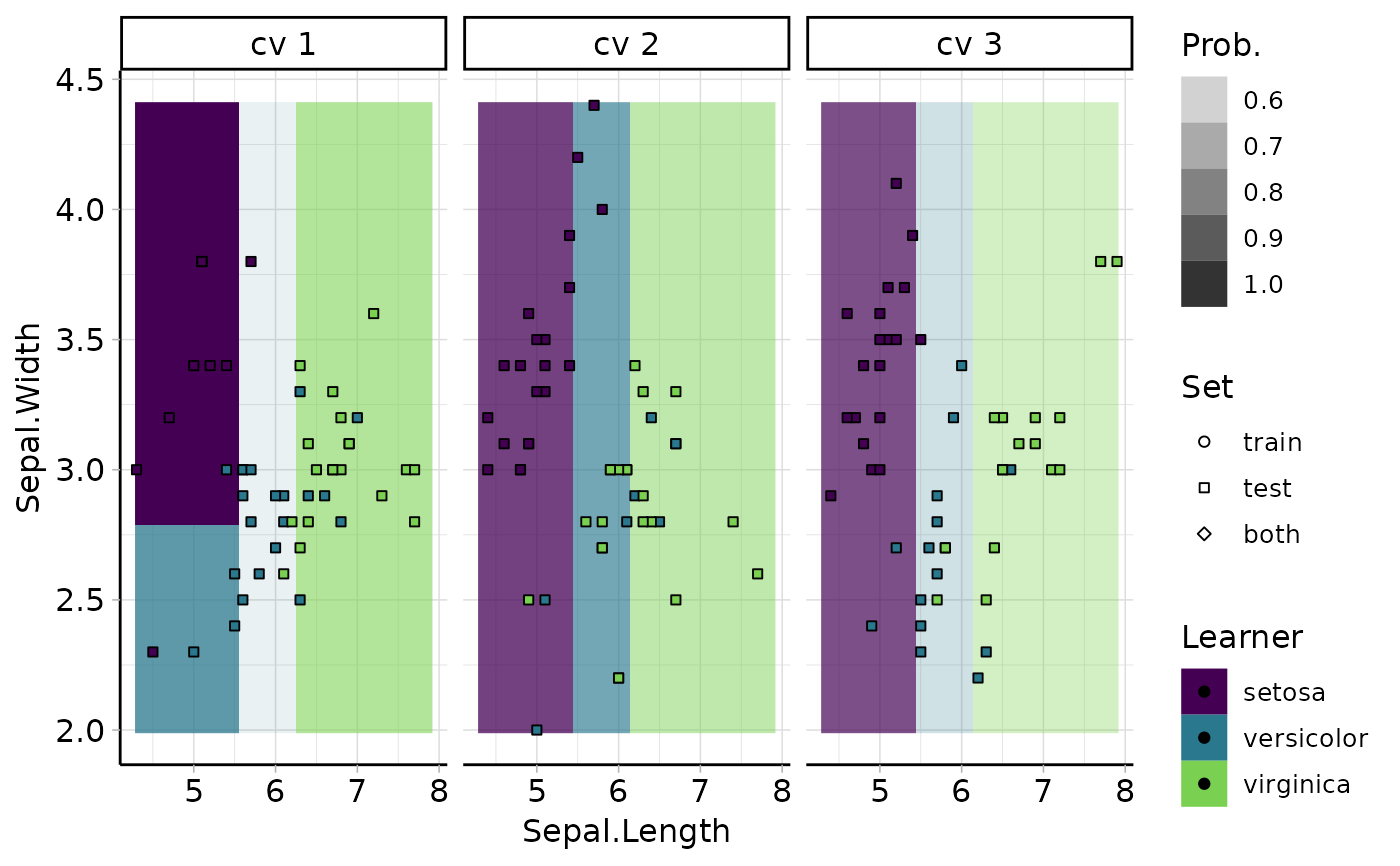 cv 1
cv 2
cv 3
Sepal.Width
4.5
4.0
3.5
3.0
2.5
2.0
5 6 7 8
5 6 7 8
5 6 7 8
Sepal.Length
Prob.
0.6
0.7
0.8
0.9
1.0
Set
train
test
both
Learner
setosa
versicolor
virginica